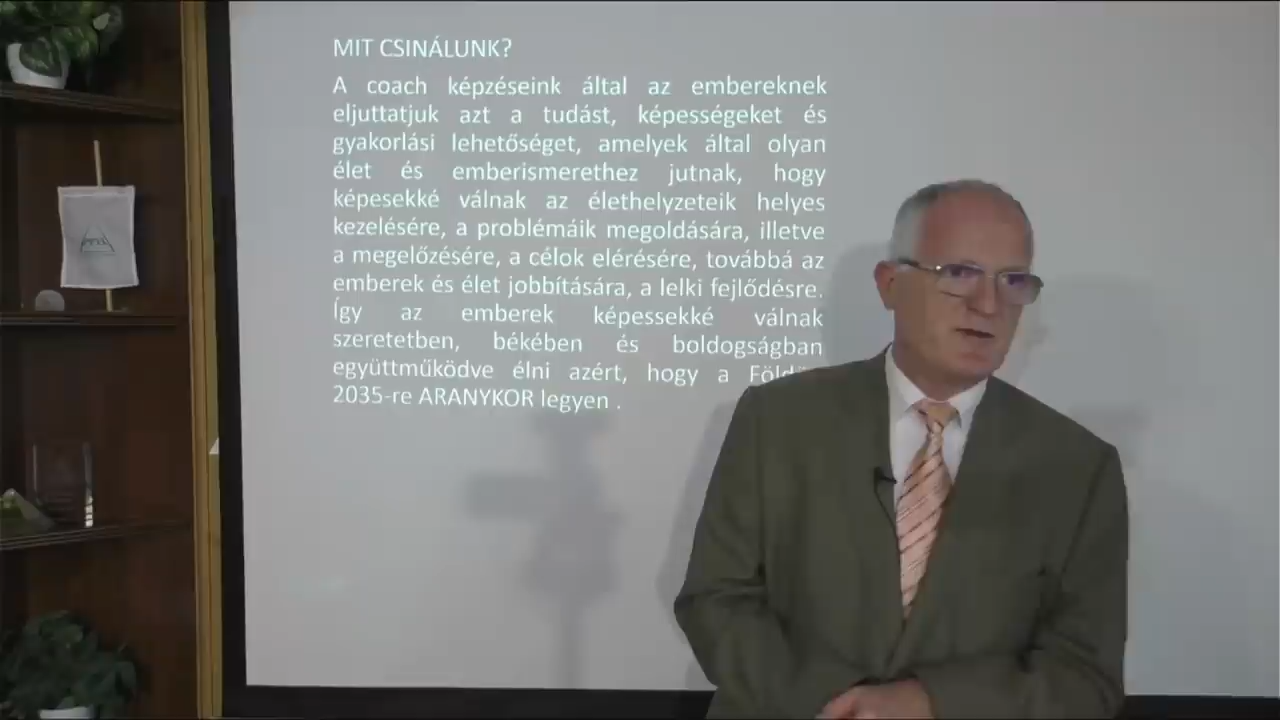 MIT CSINÁLUNK?
A coach képzéseink által az embereknek
eljuttatjuk azt a tudást, képességeket és
gyakorlási lehetőséget, amelyek által olyan
élet és emberismerethez jutnak, hogy
képesekké válnak az élethelyzeteik helyes
kezelésére, a problémáik megoldására, illetve
a megelőzésére, a célok elérésére, továbbá az
emberek és élet jobbítására, a lelki fejlődésre.
Így az emberek képessekké válnak
szeretetben, békében és boldogságban
együttműködve élni azért, hogy a
2035-re ARANYKOR legyen .